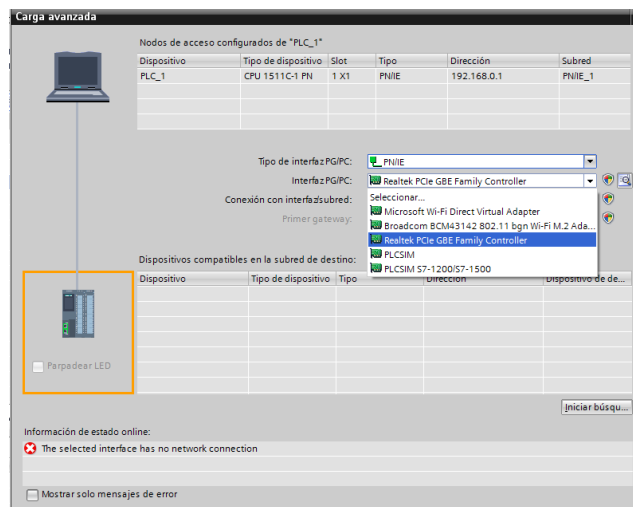 Carga avanzada
Nodos de acceso configurados de "PLC_1"
Dispositivo Tipo de dispositivo Slot Tipo Dirección Subred
PLC_1 CPU 1511C-1 PN 1 X1 PN/IE 192.168.0.1 PN/IE_1
Tipo de interfaz PG/PC: PN/IE
Interfaz PG/PC: Realtek PCIe GBE Family Controller
Conexión con interfaz/subred: Seleccionar...
Microsoft Wi-Fi Direct Virtual Adapter
Primer gateway: Broadcom BCM43142 802.11 bgn Wi-Fi M.2 Ada...
Realtek PCIe GBE Family Controller
PLCSIM
Dispositivos compatibles en la subred de destino:
PLCSIM S7-1200/S7-1500
Dispositivo Tipo de dispositivo Tipo Dirección Dispositivo de de...
Parpadear LED
Iniciar búsqu...
Información de estado online:
The selected interface has no network connection
Mostrar solo mensajes de error